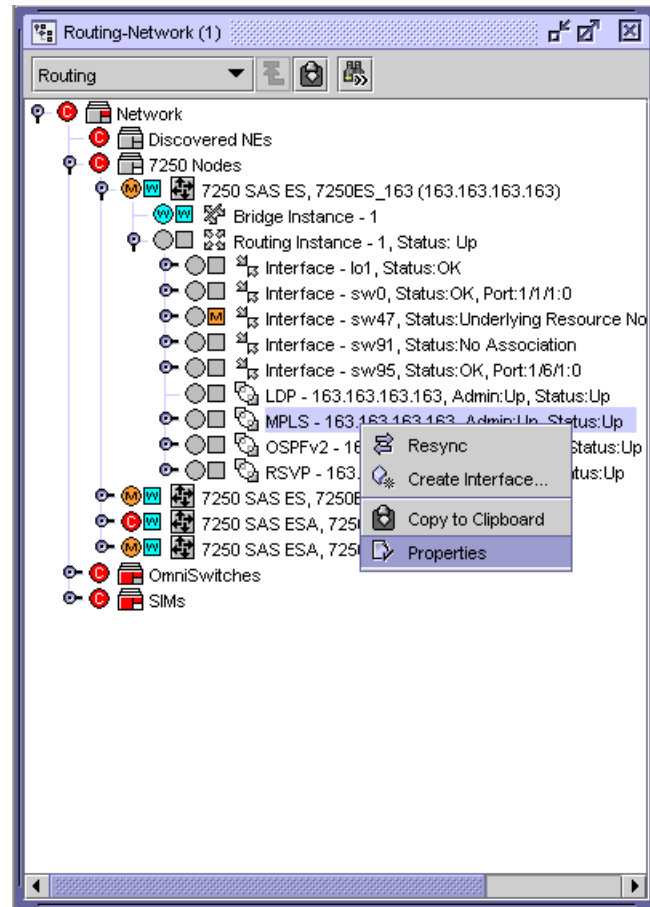 Routing-Network (1)
Routing
C Network
C Discovered NEs
C 7250 Nodes
M W 7250 SAS ES, 7250ES_163 (163.163.163.163)
W W Bridge Instance - 1
Routing Instance - 1, Status: Up
Interface - lo1, Status:OK
Interface - sw0, Status:OK, Port:1/1/1:0
M Interface - sw47, Status:Underlying Resource No
Interface - sw91, Status:No Association
Interface - sw95, Status:OK, Port:1/6/1:0
LDP - 163.163.163.163, Admin:Up, Status:Up
MPLS - 163.163.163.163, Admin:Up, Status:Up
OSPFv2 - 16 Status:Up
RSVP - 163. tus:Up
Resync
Create Interface...
Copy to Clipboard
Properties
M W 7250 SAS ES, 7250E
C W 7250 SAS ESA, 725
M W 7250 SAS ESA, 725
C OmniSwitches
C SIMs